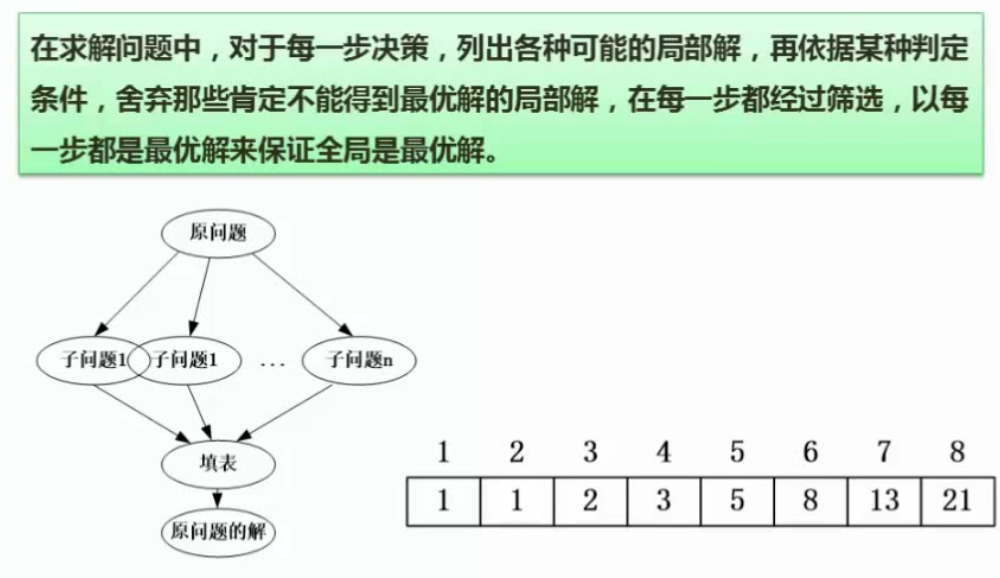 在求解问题中，对于每一步决策，列出各种可能的局部解，再依据某种判定
条件，舍弃那些肯定不能得到最优解的局部解，在每一步都经过筛选，以每
一步都是最优解来保证全局是最优解。
原问题
子问题1 子问题1 ... 子问题n
填表
原问题的解
1 2 3 4 5 6 7 8
1 1 2 3 5 8 13 21